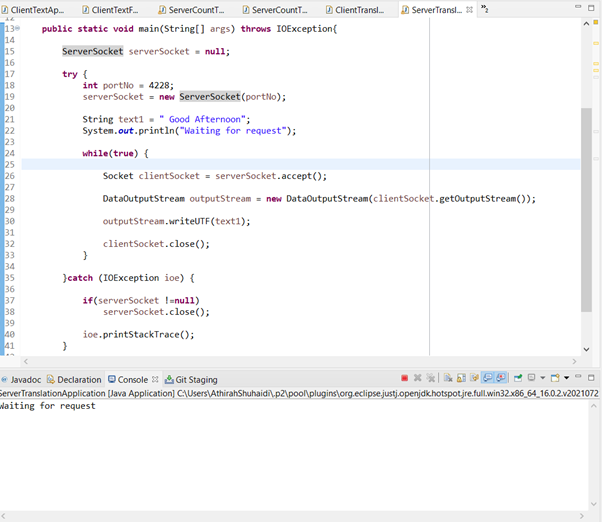 ClientTextAp... ClientTextF... ServerCountT... ServerCountT... ClientTransl... ServerTransl... »2
12
13 public static void main(String[] args) throws IOException{
14
15 ServerSocket serverSocket = null;
16
17 try {
18 int portNo = 4228;
19 serverSocket = new ServerSocket(portNo);
20
21 String text1 = " Good Afternoon";
22 System.out.println("Waiting for request");
23
24 while(true) {
25
26 Socket clientSocket = serverSocket.accept();
27
28 DataOutputStream outputStream = new DataOutputStream(clientSocket.getOutputStream());
29
30 outputStream.writeUTF(text1);
31
32 clientSocket.close();
33 }
34
35 }catch (IOException ioe) {
36
37 if(serverSocket !=null)
38 serverSocket.close();
39
40 ioe.printStackTrace();
41 }
Javadoc Declaration Console Git Staging
ServerTranslationApplication [Java Application] C:\Users\AthirahShuhaidi\.p2\pool\plugins\org.eclipse.justj.openjdk.hotspot.jre.full.win32.x86_64_16.0.2.v2021072
Waiting for request